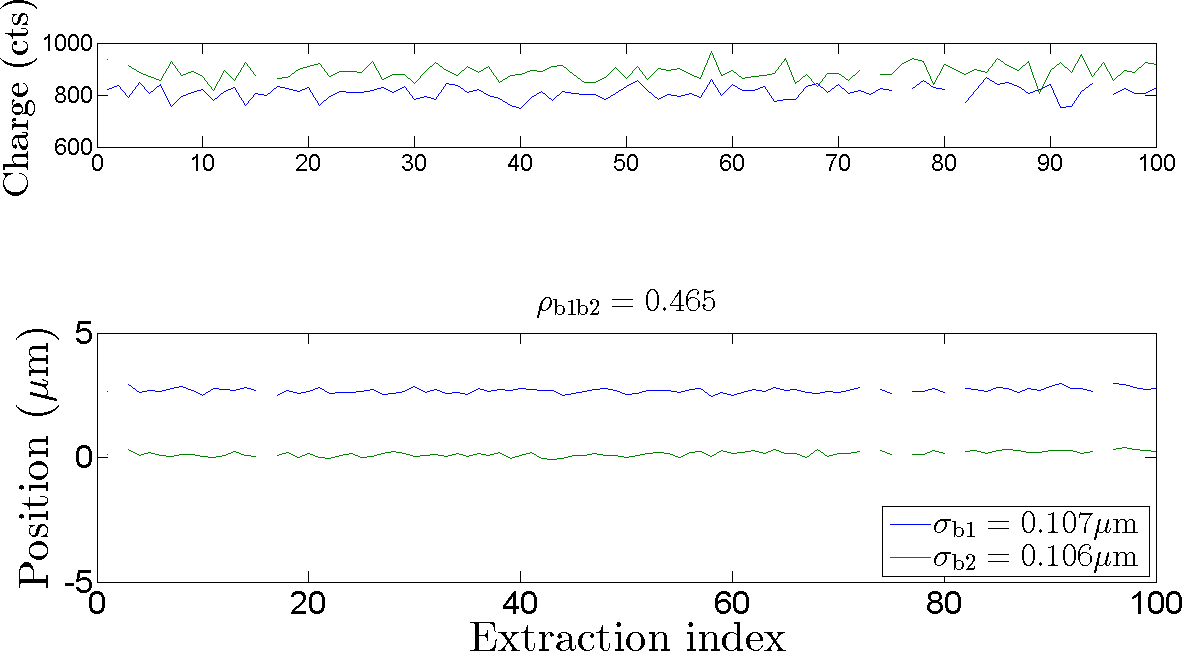 Charge (cts)
1000
800
600
0 10 20 30 40 50 60 70 80 90 100
ρb1b2 = 0.465
Position (μm)
5
0
-5
σb1 = 0.107μm
σb2 = 0.106μm
0 20 40 60 80 100
Extraction index